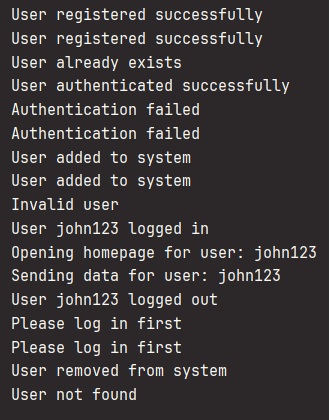 User registered successfully
User registered successfully
User already exists
User authenticated successfully
Authentication failed
Authentication failed
User added to system
User added to system
Invalid user
User john123 logged in
Opening homepage for user: john123
Sending data for user: john123
User john123 logged out
Please log in first
Please log in first
User removed from system
User not found